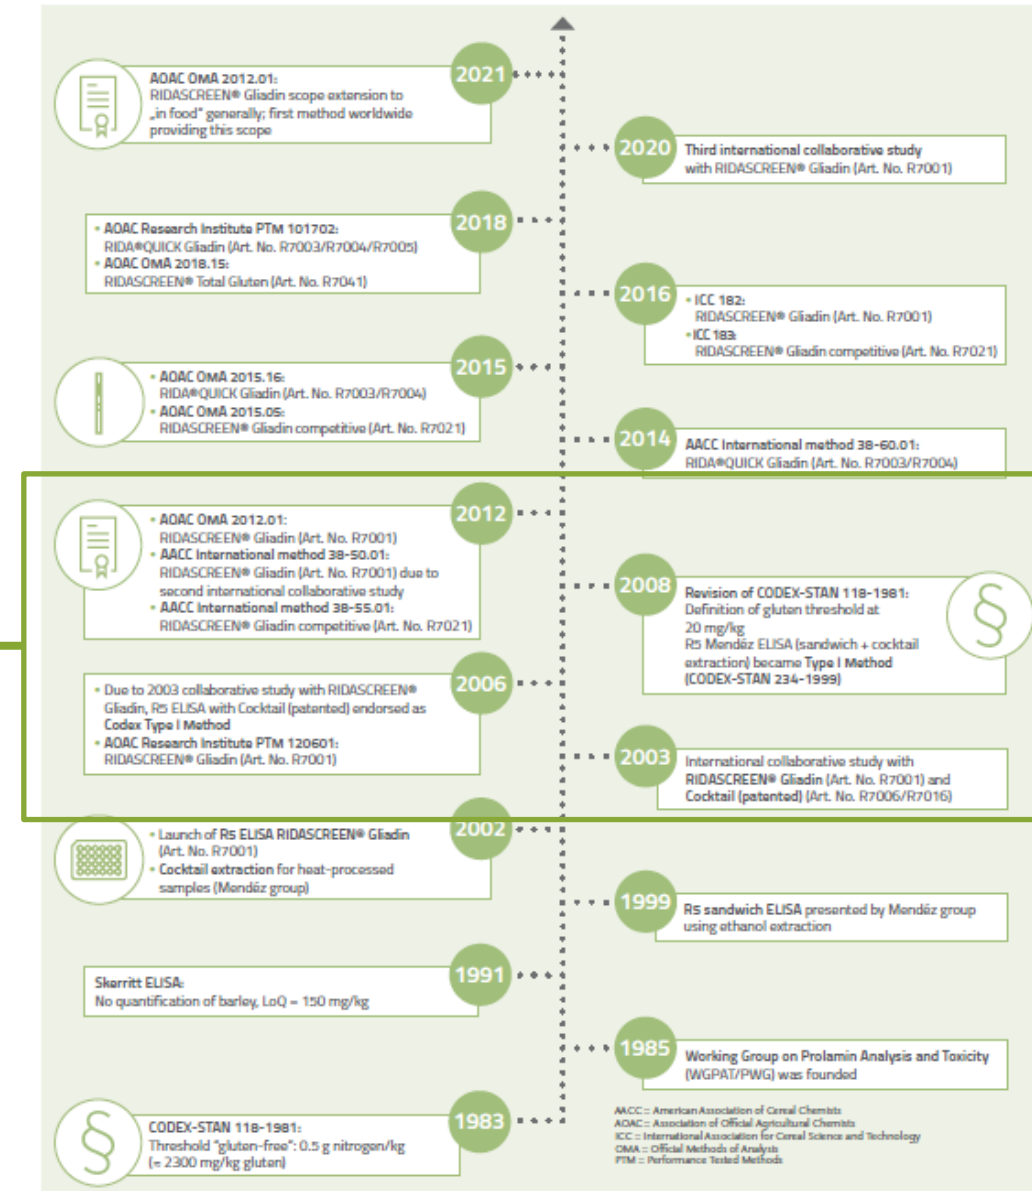 2021
AOAC OMA 2012.01:
RIDASCREEN® Gliadin scope extension to
„in food" generally; first method worldwide
providing this scope
2020
Third international collaborative study
with RIDASCREEN® Gliadin (Art. No. R7001)
2018
• AOAC Research Institute PTM 101702:
RIDA®QUICK Gliadin (Art. No. R7003/R7004/R7005)
• AOAC OMA 2018.15:
RIDASCREEN® Total Gluten (Art. No. R7041)
2016
• ICC 182:
RIDASCREEN® Gliadin (Art. No. R7001)
• ICC 183:
RIDASCREEN® Gliadin competitive (Art. No. R7021)
2015
• AOAC OMA 2015.16:
RIDA®QUICK Gliadin (Art. No. R7003/R7004)
• AOAC OMA 2015.05:
RIDASCREEN® Gliadin competitive (Art. No. R7021)
2014
AACC International method 38-60.01:
RIDA®QUICK Gliadin (Art. No. R7003/R7004)
2012
• AOAC OMA 2012.01:
RIDASCREEN® Gliadin (Art. No. R7001)
• AACC International method 38-50.01:
RIDASCREEN® Gliadin (Art. No. R7001) due to
second international collaborative study
• AACC International method 38-55.01:
RIDASCREEN® Gliadin competitive (Art. No. R7021)
2008
Revision of CODEX-STAN 118-1981:
Definition of gluten threshold at
20 mg/kg
R5 Mendéz ELISA (sandwich + cocktail
extraction) became Type I Method
(CODEX-STAN 234-1999)
§
2006
• Due to 2003 collaborative study with RIDASCREEN®
Gliadin, R5 ELISA with Cocktail (patented) endorsed as
Codex Type I Method
• AOAC Research Institute PTM 120601:
RIDASCREEN® Gliadin (Art. No. R7001)
2003
International collaborative study with
RIDASCREEN® Gliadin (Art. No. R7001) and
Cocktail (patented) (Art. No. R7006/R7016)
2002
• Launch of R5 ELISA RIDASCREEN® Gliadin
(Art. No. R7001)
• Cocktail extraction for heat-processed
samples (Mendéz group)
1999
R5 sandwich ELISA presented by Mendéz group
using ethanol extraction
1991
Skerritt ELISA:
No quantification of barley, LoQ = 150 mg/kg
1985
Working Group on Prolamin Analysis and Toxicity
(WGPAT/PWG) was founded
1983
§
CODEX-STAN 118-1981:
Threshold "gluten-free": 0.5 g nitrogen/kg
(≈ 2300 mg/kg gluten)
AACC :: American Association of Cereal Chemists
AOAC :: Association of Official Agricultural Chemists
ICC :: International Association for Cereal Science and Technology
OMA :: Official Methods of Analysis
PTM :: Performance Tested Methods